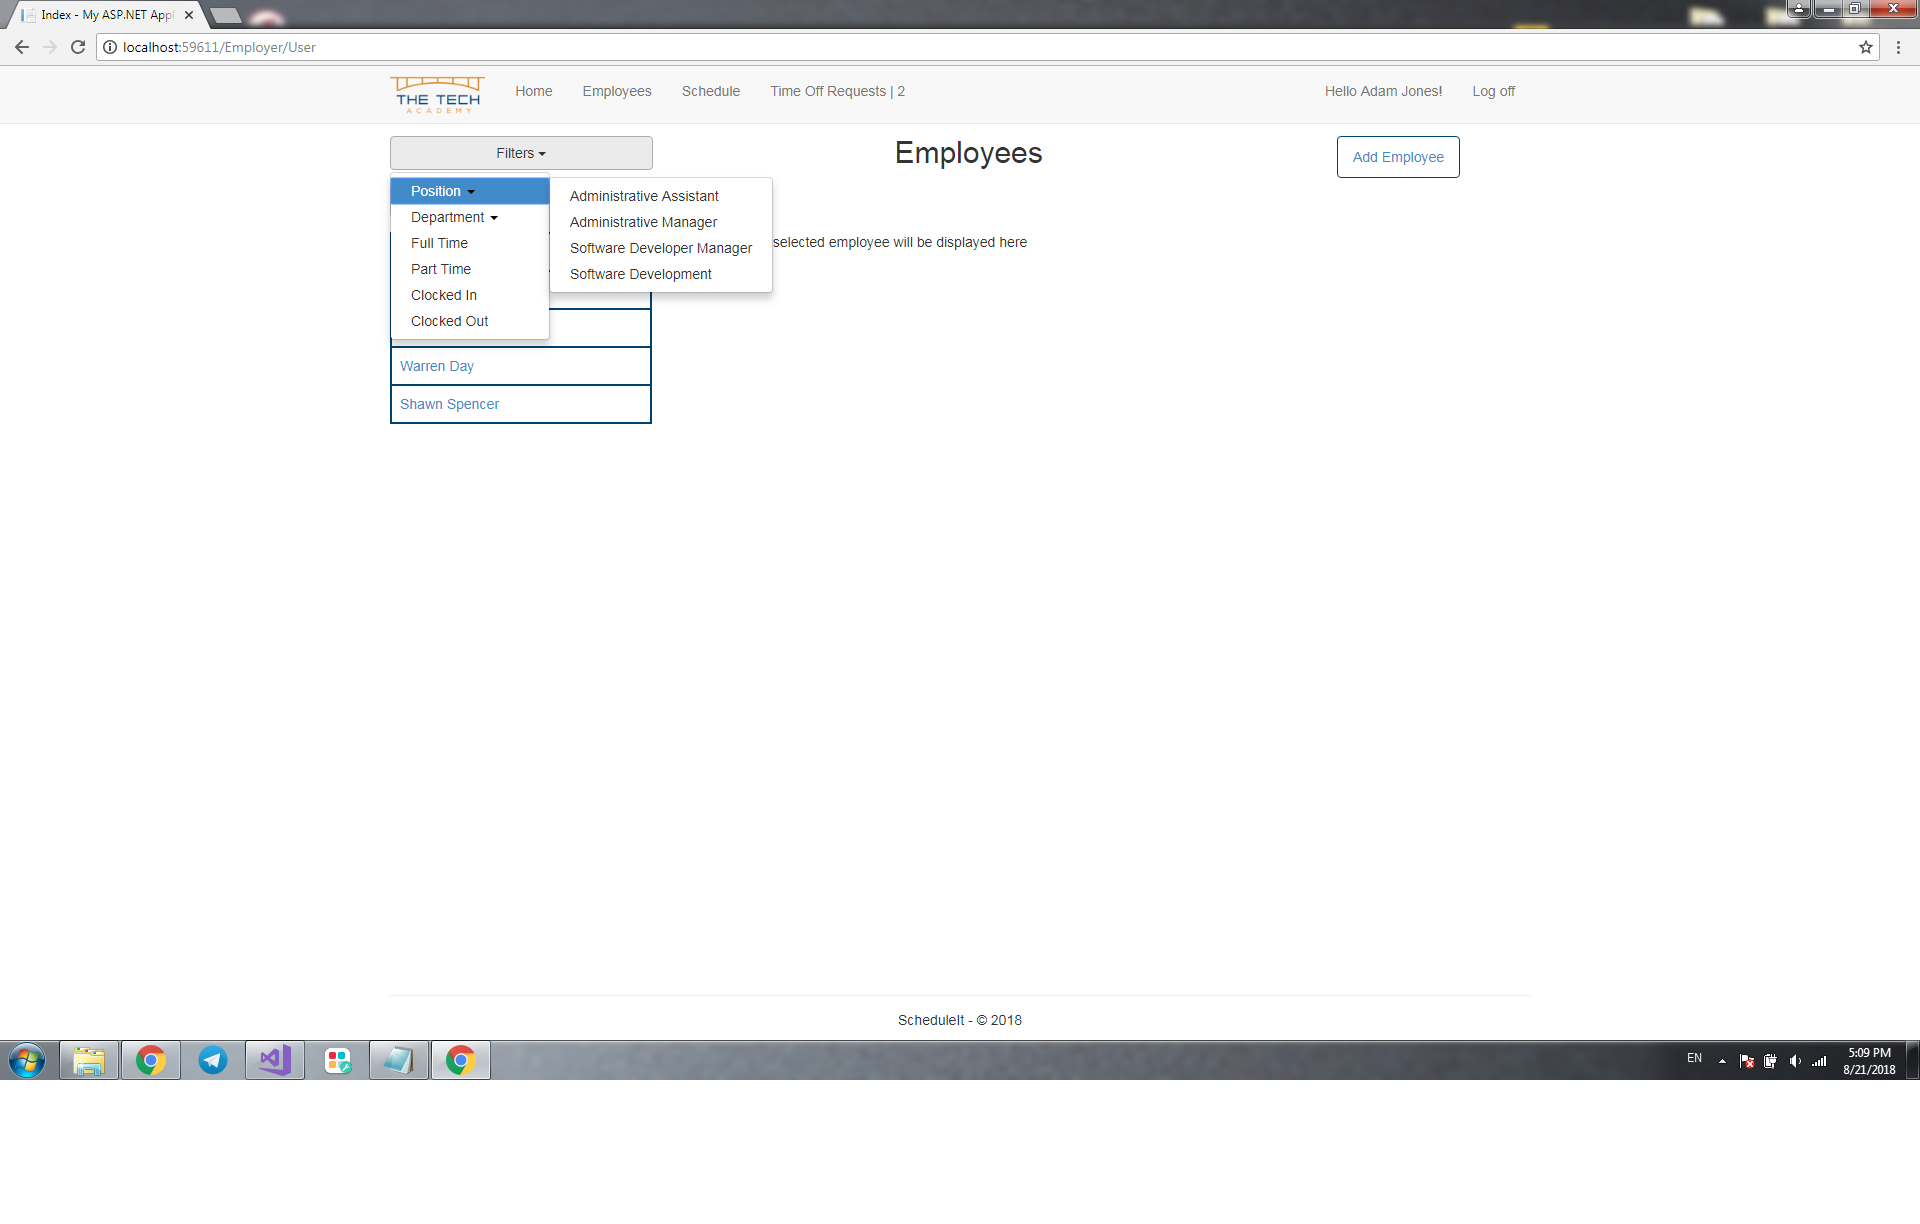 Index - My ASP.NET Appl
localhost:59611/Employer/User
THE TECH
ACADEMY
Home
Employees
Schedule
Time Off Requests | 2
Hello Adam Jones!
Log off
Filters
Employees
Add Employee
Position
Department
Full Time
Part Time
Clocked In
Clocked Out
Administrative Assistant
Administrative Manager
Software Developer Manager
Software Development
selected employee will be displayed here
Warren Day
Shawn Spencer
ScheduleIt - © 2018
EN
5:09 PM
8/21/2018